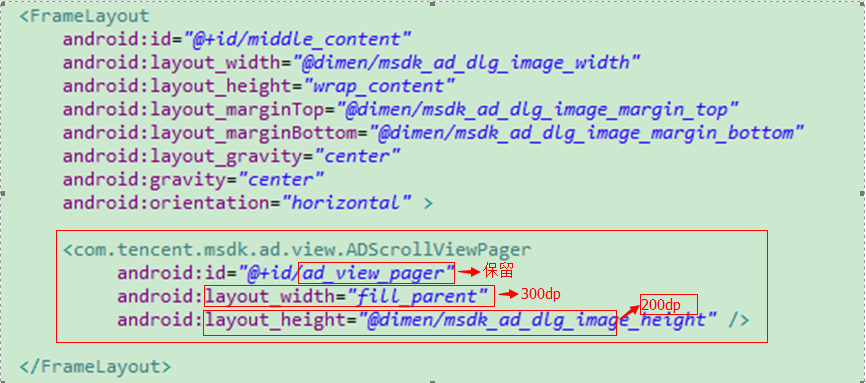 <FrameLayout
android:id="@+id/middle_content"
android:layout_width="@dimen/msdk_ad_dlg_image_width"
android:layout_height="wrap_content"
android:layout_marginTop="@dimen/msdk_ad_dlg_image_margin_top"
android:layout_marginBottom="@dimen/msdk_ad_dlg_image_margin_bottom"
android:layout_gravity="center"
android:gravity="center"
android:orientation="horizontal" >
<com.tencent.msdk.ad.view.ADScrollViewPager
android:id="@+id/ad_view_pager" 保留
android:layout_width="fill_parent" 300dp
200dp
android:layout_height="@dimen/msdk_ad_dlg_image_height" />
</FrameLayout>